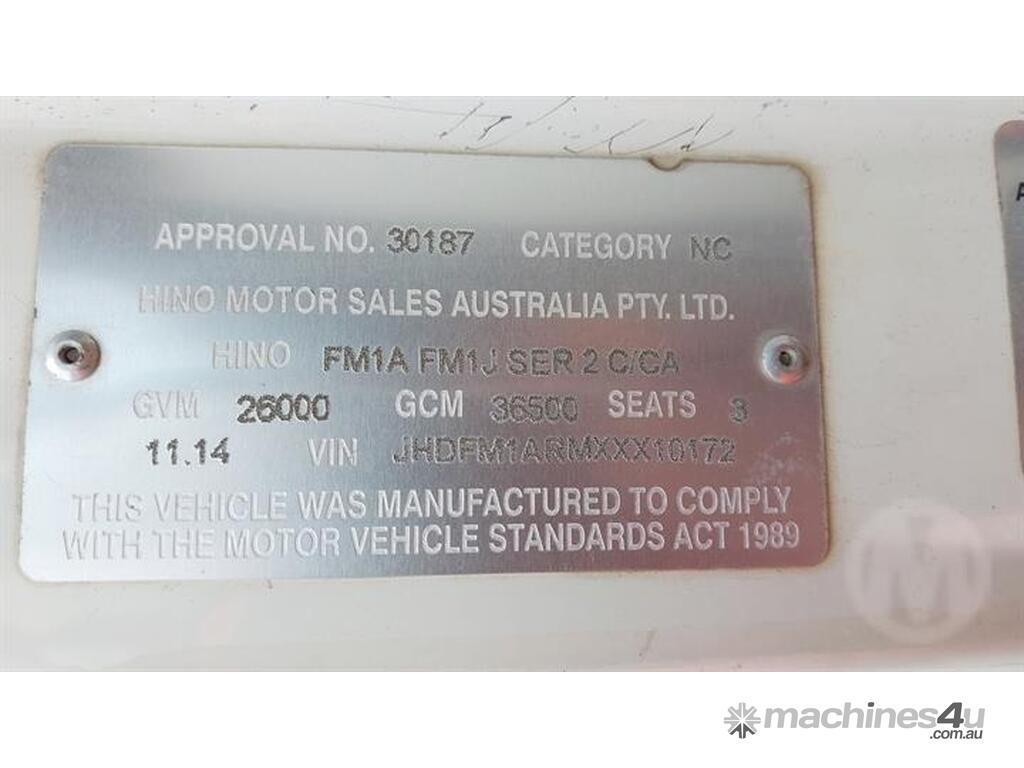 APPROVAL NO. 30187 CATEGORY NC
HINO MOTOR SALES AUSTRALIA PTY. LTD.
HINO FM1A FM1J SER 2 C/CA
GVM 26000 GCM 36500 SEATS 3
11.14 VIN JHDFM1ARMXXX10172
THIS VEHICLE WAS MANUFACTURED TO COMPLY
WITH THE MOTOR VEHICLE STANDARDS ACT 1989
A
M
machines4u
.com.au